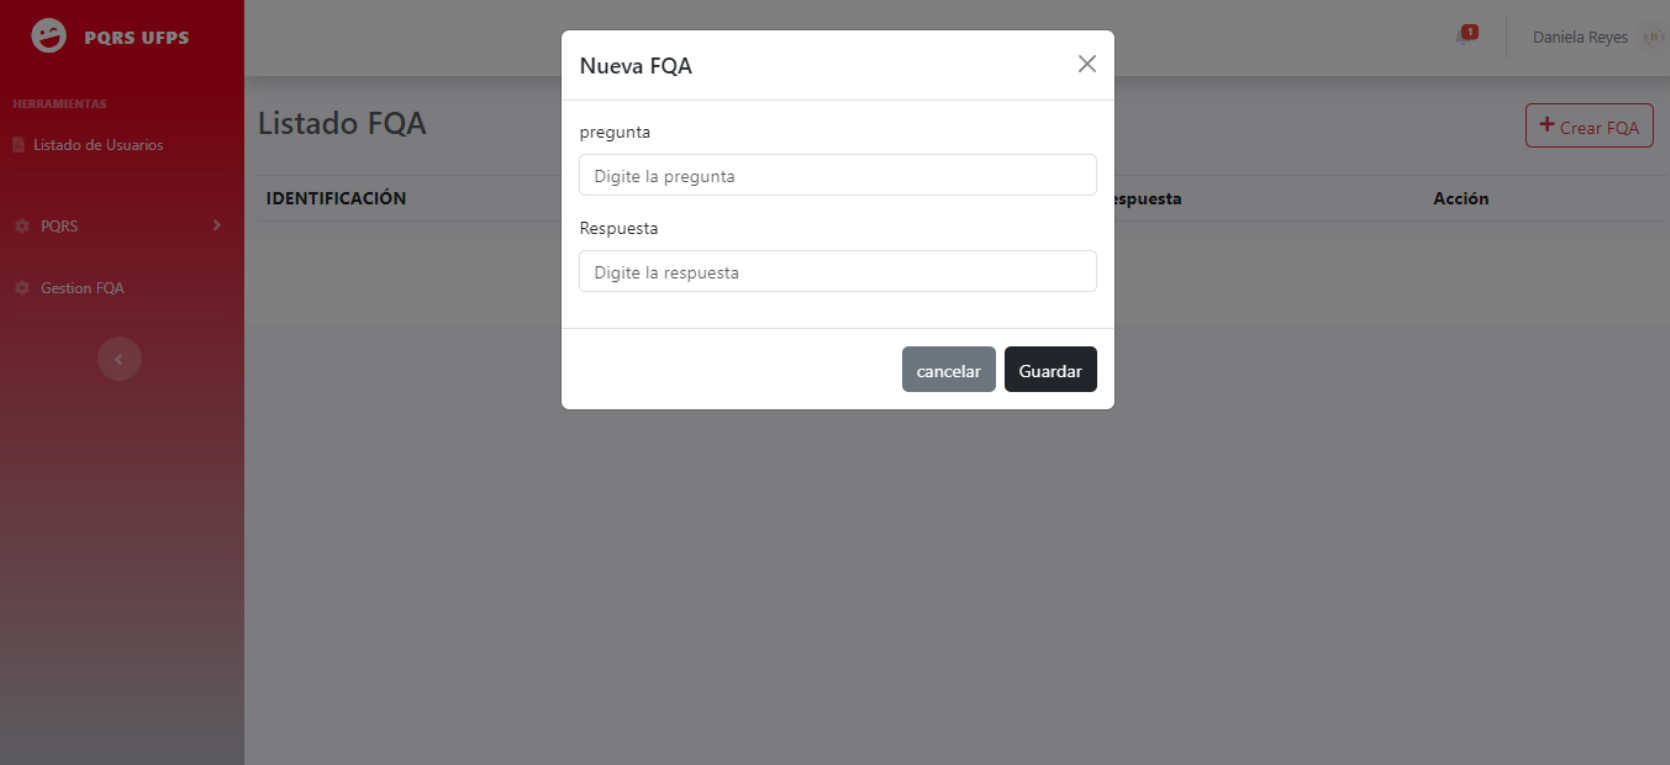 PQRS UFPS
1
Daniela Reyes
HERRAMIENTAS
Listado de Usuarios
PQRS
Gestion FQA
Listado FQA
Crear FQA
IDENTIFICACIÓN
espuesta
Acción
Nueva FQA
pregunta
Digite la pregunta
Respuesta
Digite la respuesta
cancelar
Guardar